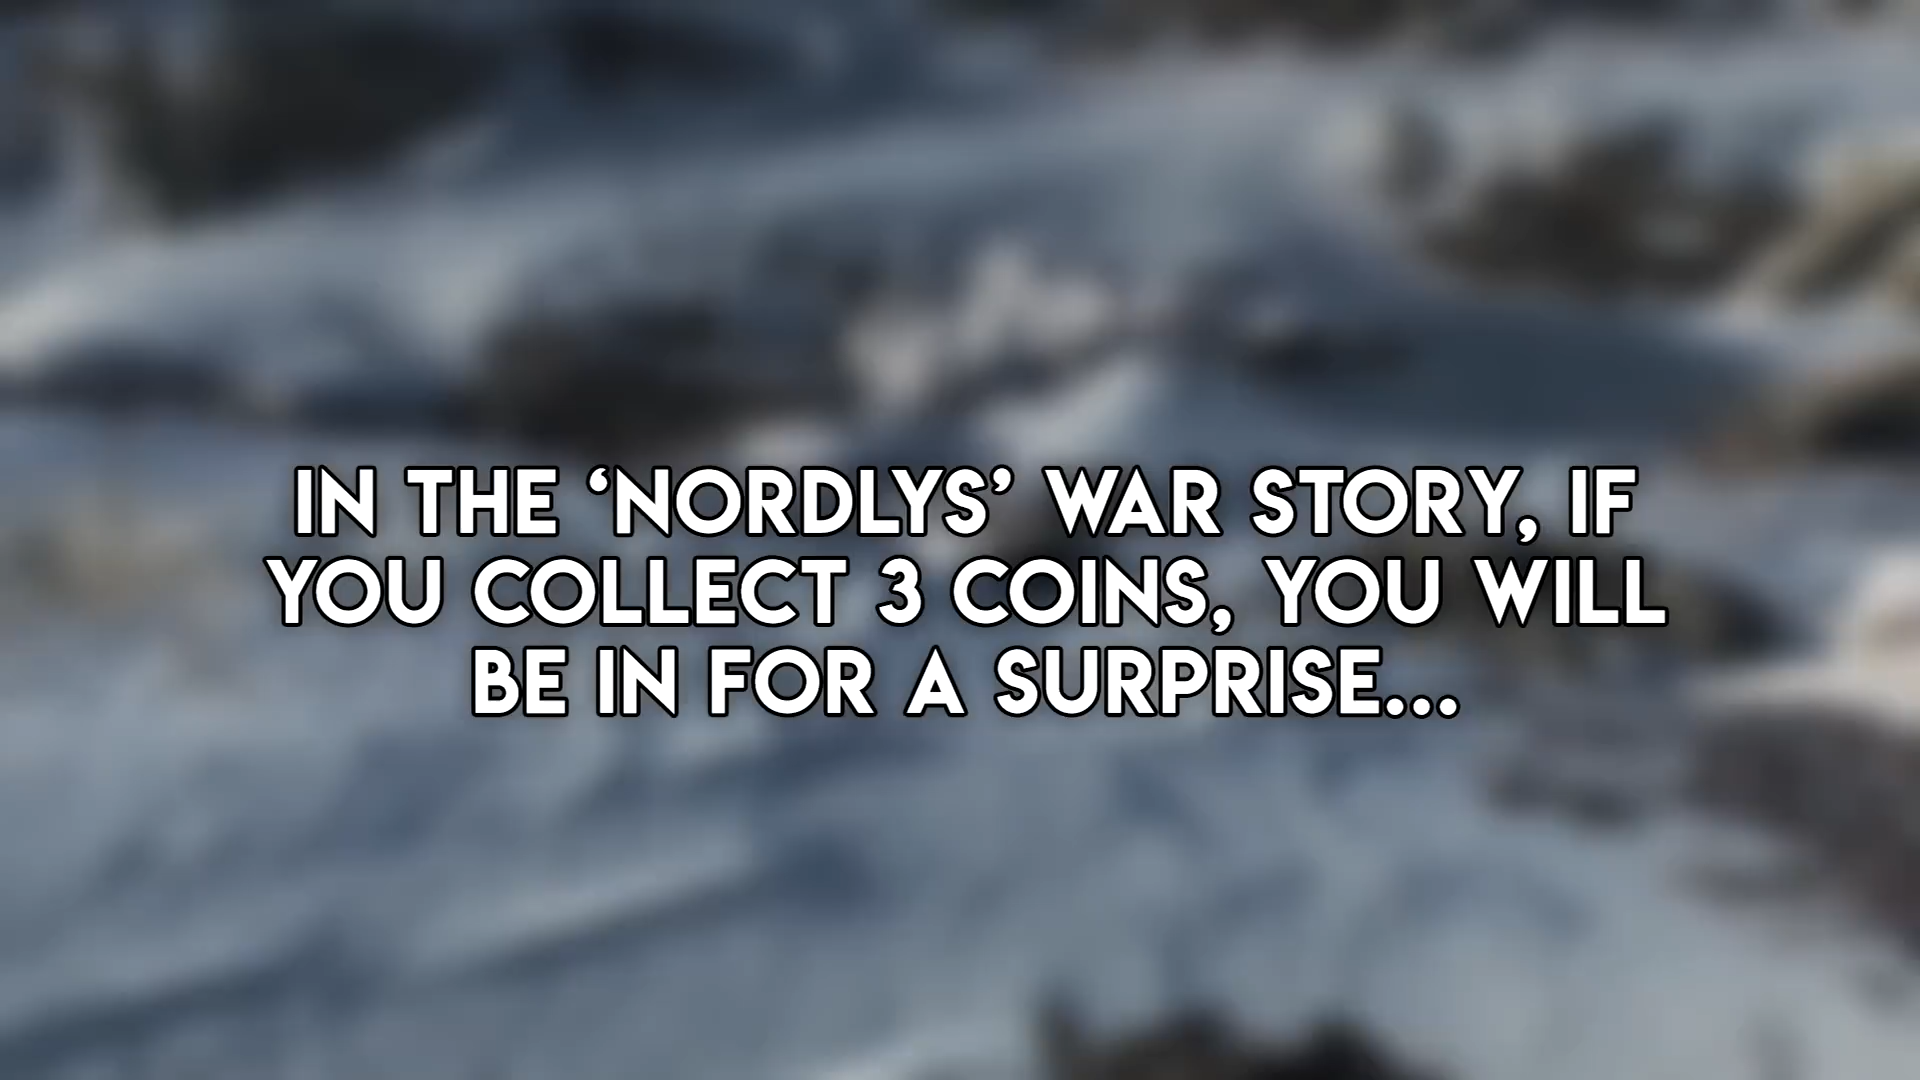 IN THE ‘NORDLYS’ WAR STORY, IF
YOU COLLECT 3 COINS, YOU WILL
BE IN FOR A SURPRISE...